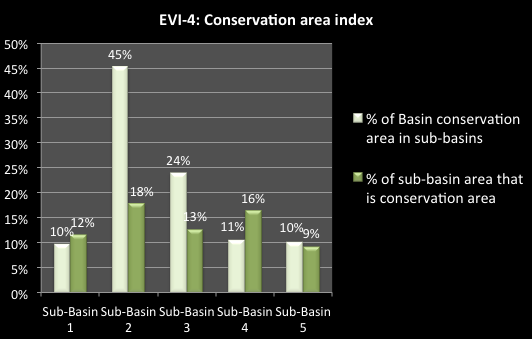 EVI-4: Conservation area index
50%
45%
40%
35%
30%
25%
20%
15%
10%
5%
0%
10%
12%
45%
18%
24%
13%
11%
16%
10%
9%
Sub-Basin 1
Sub-Basin 2
Sub-Basin 3
Sub-Basin 4
Sub-Basin 5
% of Basin conservation
area in sub-basins
% of sub-basin area that
is conservation area